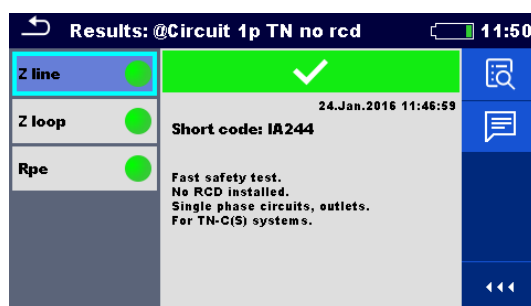 Results: @Circuit 1p TN no rcd
11:50
Z line
Z loop
Rpe
24.Jan.2016 11:46:59
Short code: IA244
Fast safety test.
No RCD installed.
Single phase circuits, outlets.
For TN-C(S) systems.